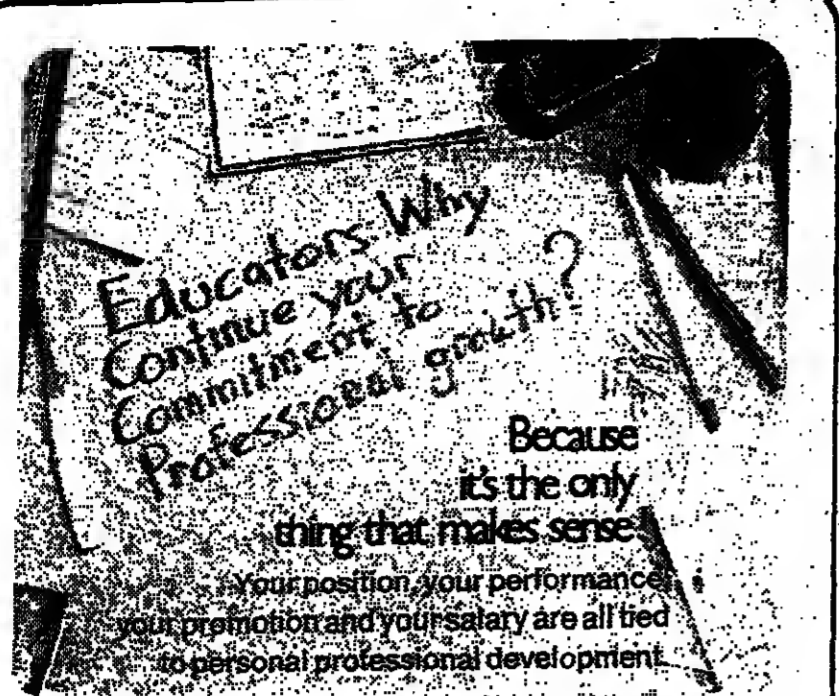 Educators Why
Continue your
Commitment to
Professional growth?
Because
it's the only
thing that makes sense!
Your position, your performance,
your promotion and your salary are all tied
to personal professional development.